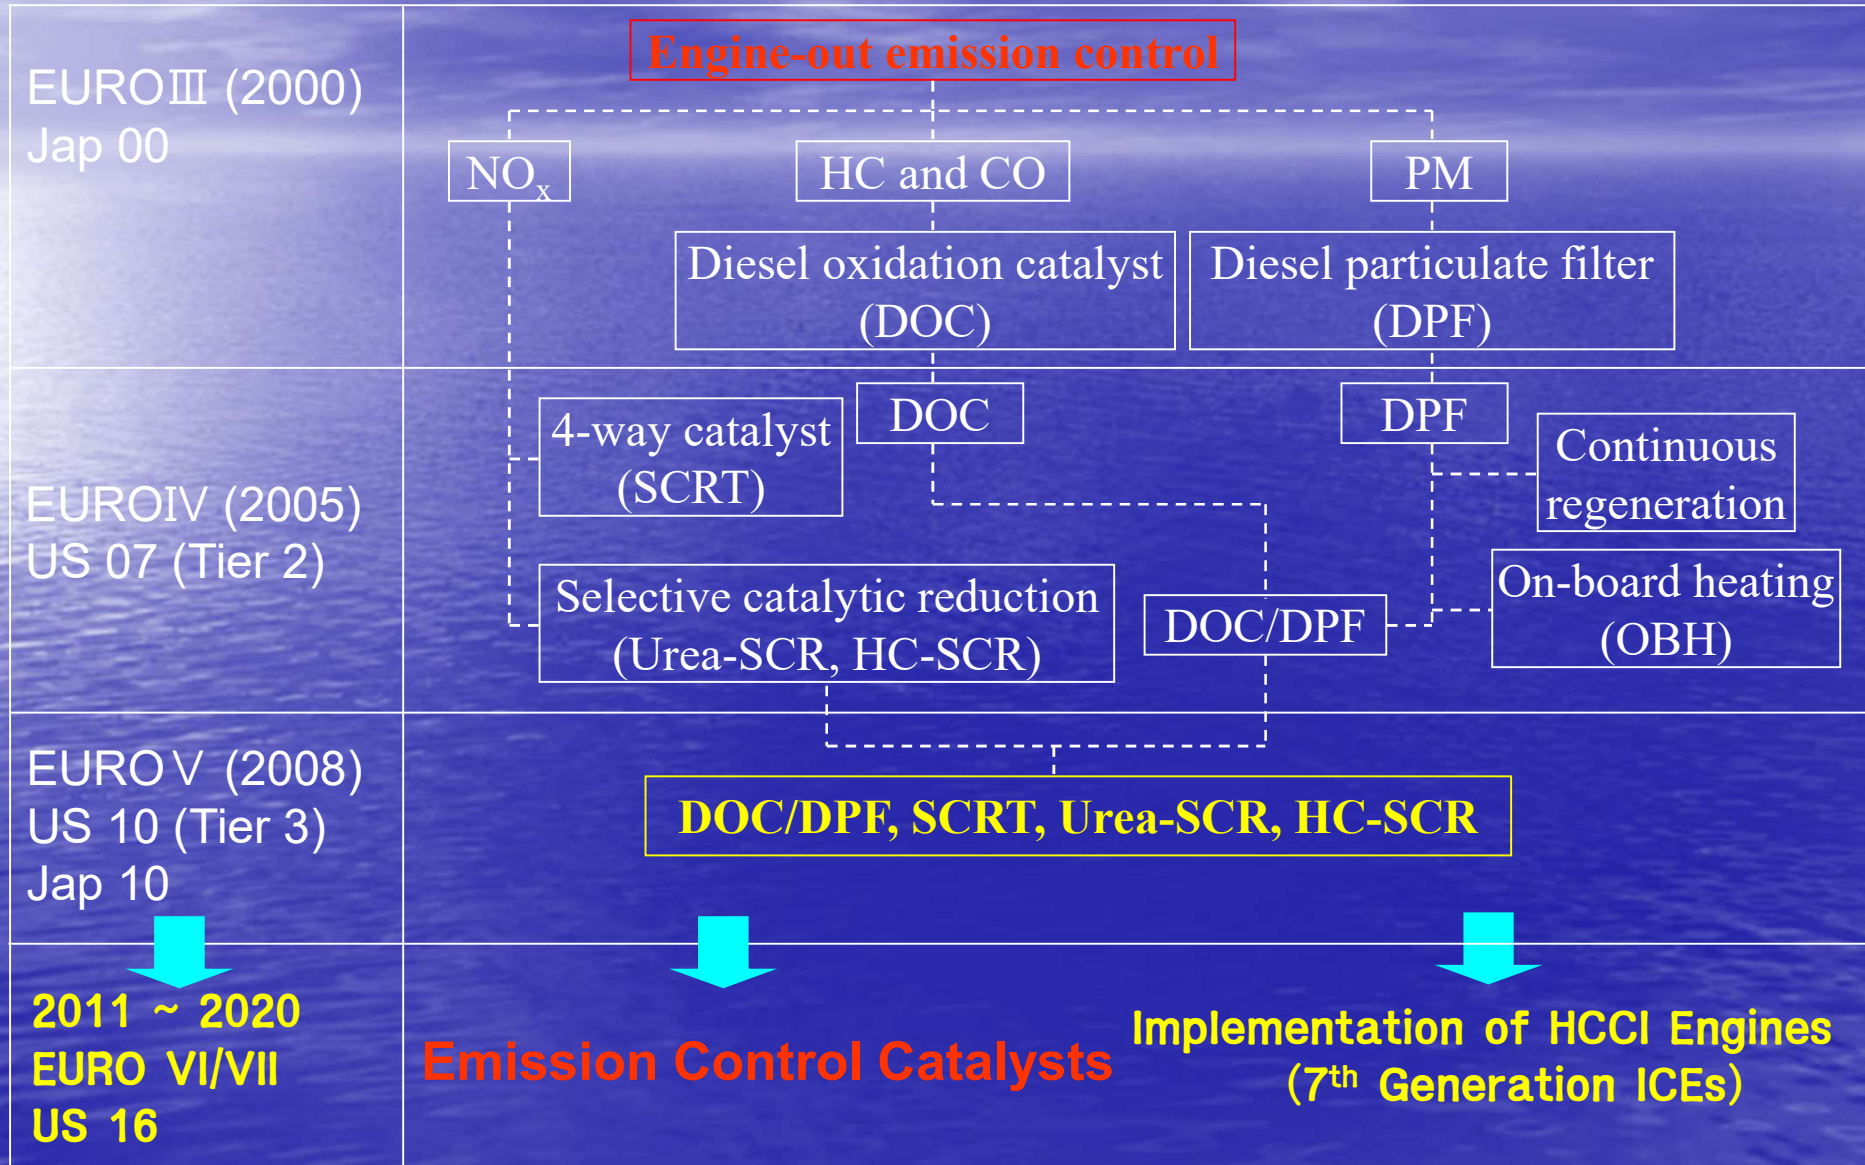 EUROⅢ (2000)
Jap 00
Engine-out emission control
NOx
HC and CO
PM
Diesel oxidation catalyst
(DOC)
Diesel particulate filter
(DPF)
EUROⅣ (2005)
US 07 (Tier 2)
4-way catalyst
(SCRT)
DOC
DPF
Continuous
regeneration
Selective catalytic reduction
(Urea-SCR, HC-SCR)
DOC/DPF
On-board heating
(OBH)
EUROⅤ (2008)
US 10 (Tier 3)
Jap 10
DOC/DPF, SCRT, Urea-SCR, HC-SCR
2011 ~ 2020
EURO VI/VII
US 16
Emission Control Catalysts
Implementation of HCCI Engines
(7th Generation ICEs)